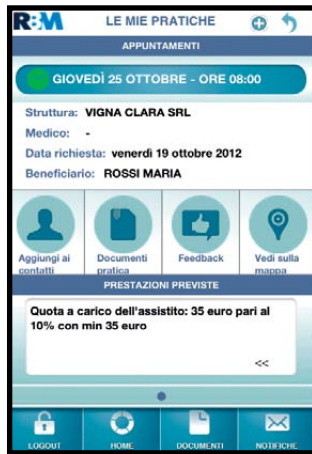 RBM LE MIE PRATICHE
APPUNTAMENTI
GIOVEDÌ 25 OTTOBRE - ORE 08:00
Struttura: VIGNA CLARA SRL
Medico: -
Data richiesta: venerdì 19 ottobre 2012
Beneficiario: ROSSI MARIA
Aggiungi ai contatti
Documenti pratica
Feedback
Vedi sulla mappa
PRESTAZIONI PREVISTE
Quota a carico dell'assistito: 35 euro pari al
10% con min 35 euro
<<
LOGOUT HOME DOCUMENTI NOTIFICHE